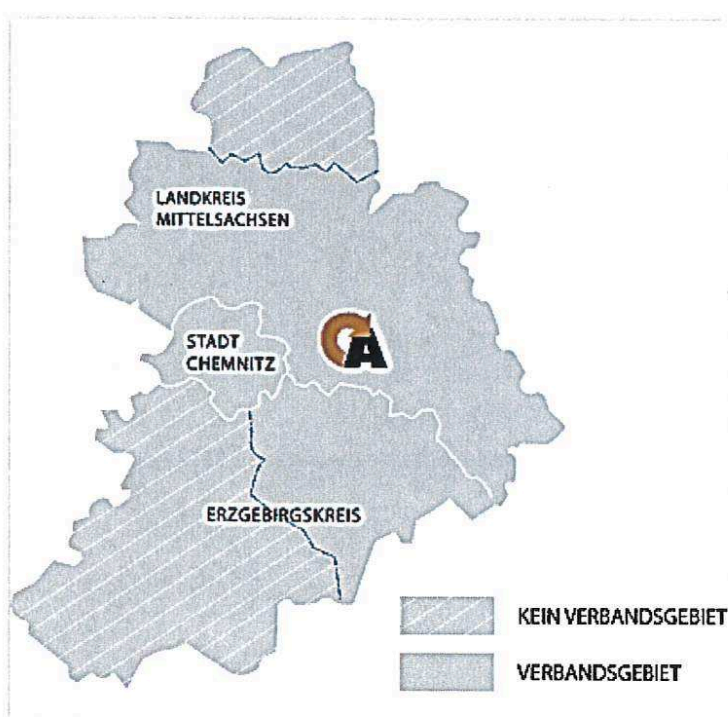 LANDKREIS
MITTELSACHSEN
STADT
CHEMNITZ
A
ERZGEBIRGSKREIS
KEIN VERBANDSGEBIET
VERBANDSGEBIET